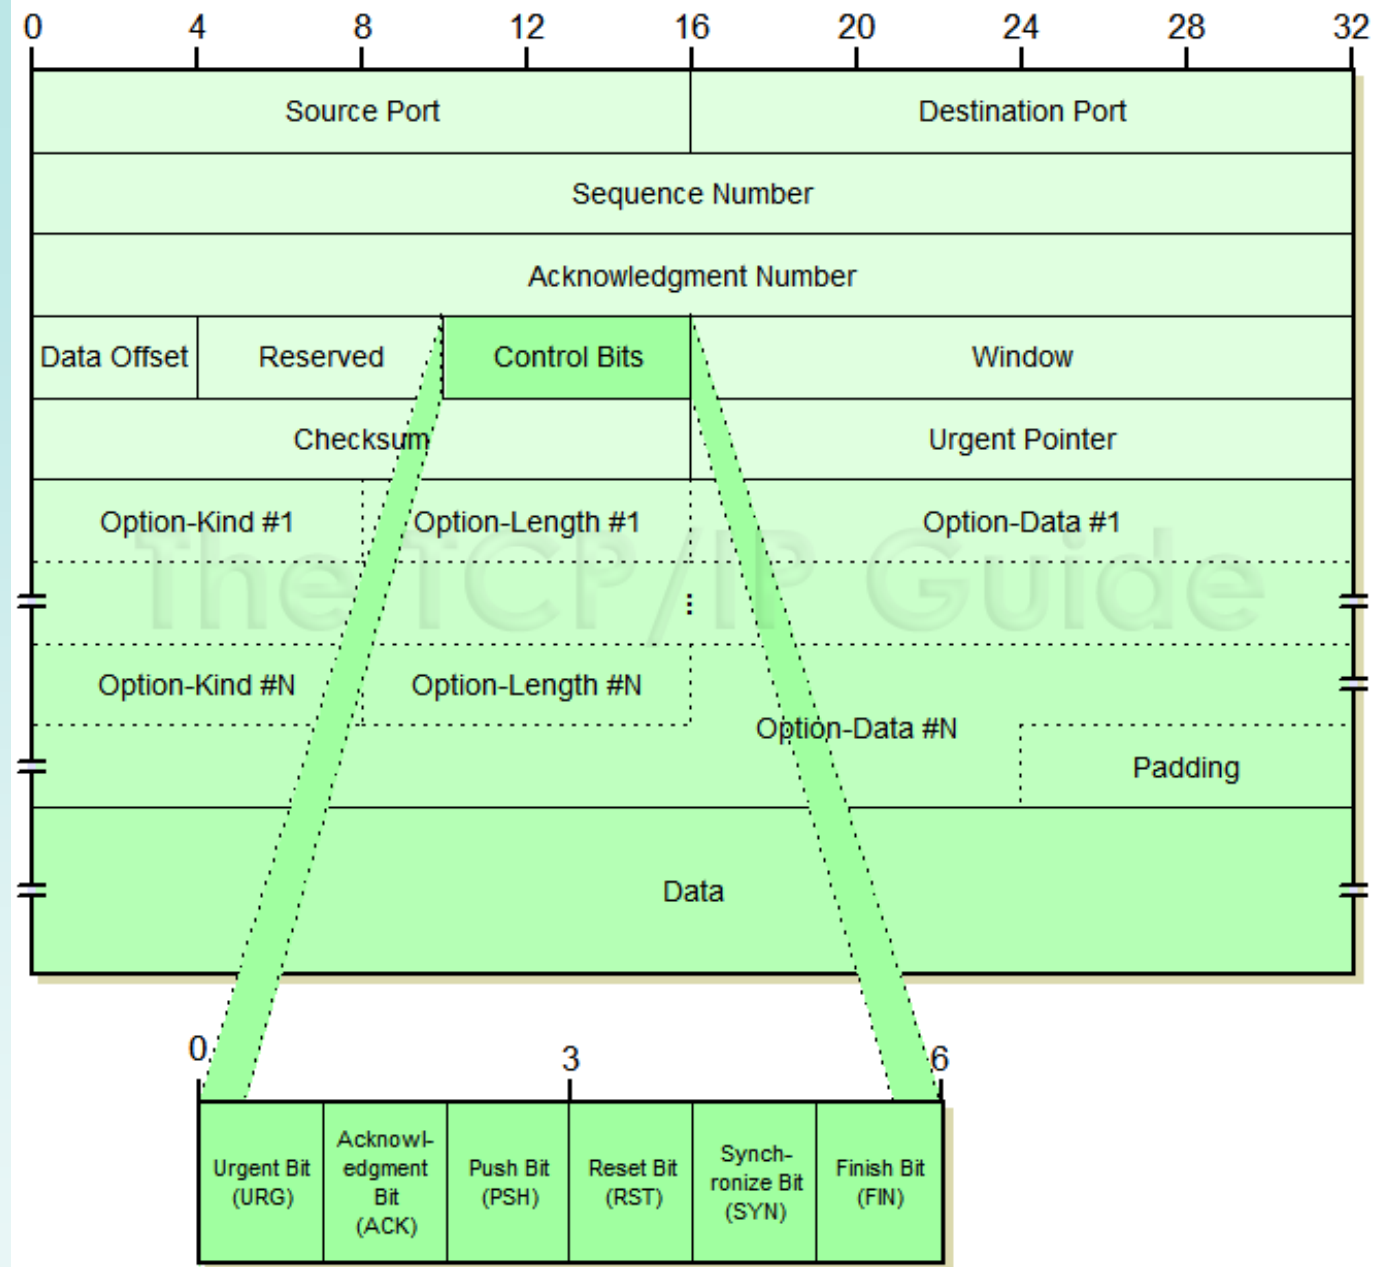 0 4 8 12 16 20 24 28 32
Source Port Destination Port
Sequence Number
Acknowledgment Number
Data Offset Reserved Control Bits Window
Checksum Urgent Pointer
Option-Kind #1 Option-Length #1 Option-Data #1
The TCP/IP Guide
⋮
Option-Kind #N Option-Length #N
Option-Data #N
Padding
Data
0 3 6
Urgent Bit
(URG)
Acknowl-
edgment
Bit
(ACK)
Push Bit
(PSH)
Reset Bit
(RST)
Synch-
ronize Bit
(SYN)
Finish Bit
(FIN)